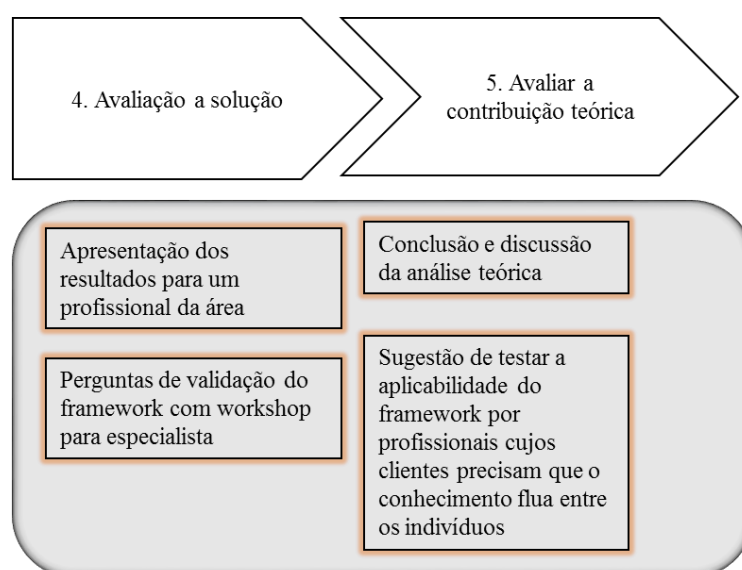 4. Avaliação a solução
5. Avaliar a
contribuição teórica
Apresentação dos
resultados para um
profissional da área
Perguntas de validação do
framework com workshop
para especialista
Conclusão e discussão
da análise teórica
Sugestão de testar a
aplicabilidade do
framework por
profissionais cujos
clientes precisam que o
conhecimento flua entre
os indivíduos